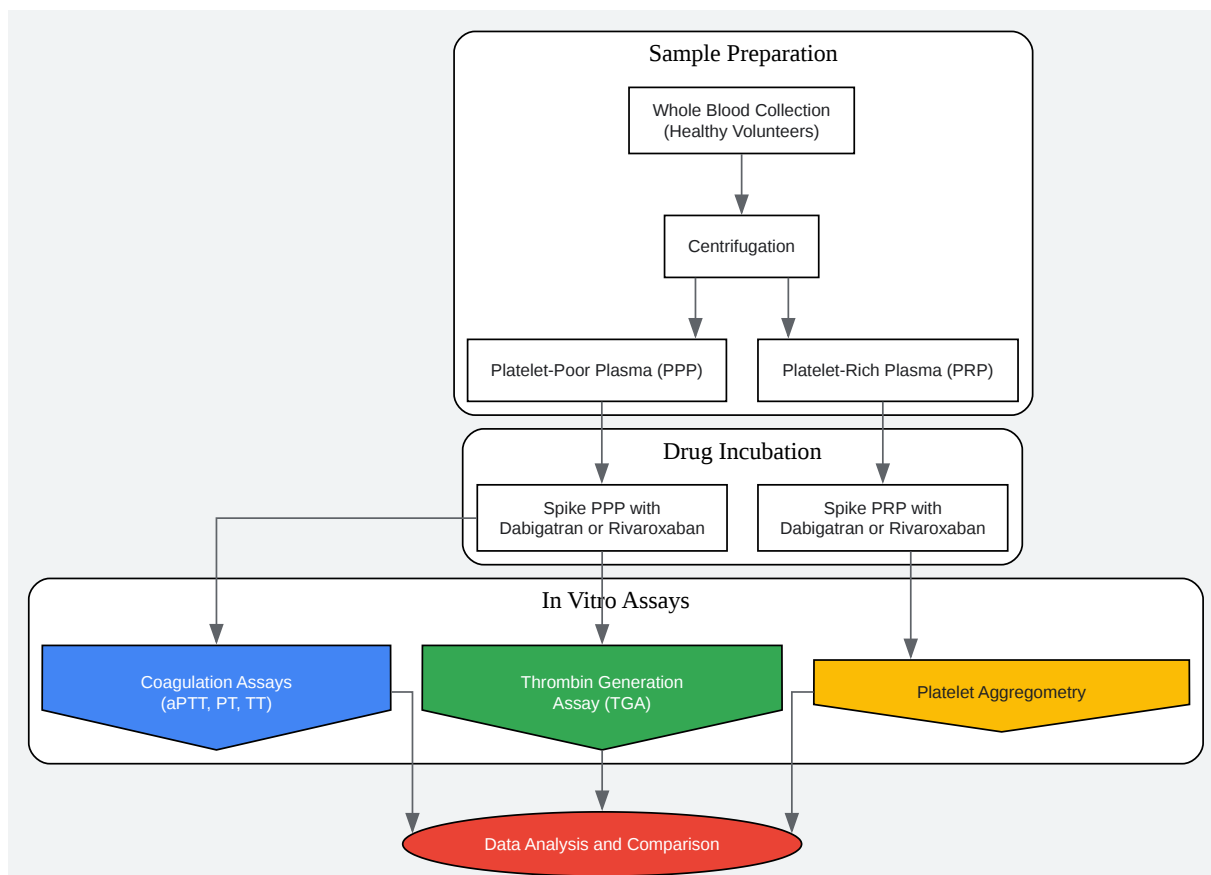 Sample Preparation
Whole Blood Collection
(Healthy Volunteers)
Centrifugation
Platelet-Poor Plasma (PPP)
Platelet-Rich Plasma (PRP)
Drug Incubation
Spike PPP with
Dabigatran or Rivaroxaban
Spike PRP with
Dabigatran or Rivaroxaban
In Vitro Assays
Coagulation Assays
(aPTT, PT, TT)
Thrombin Generation
Assay (TGA)
Platelet Aggregometry
Data Analysis and Comparison